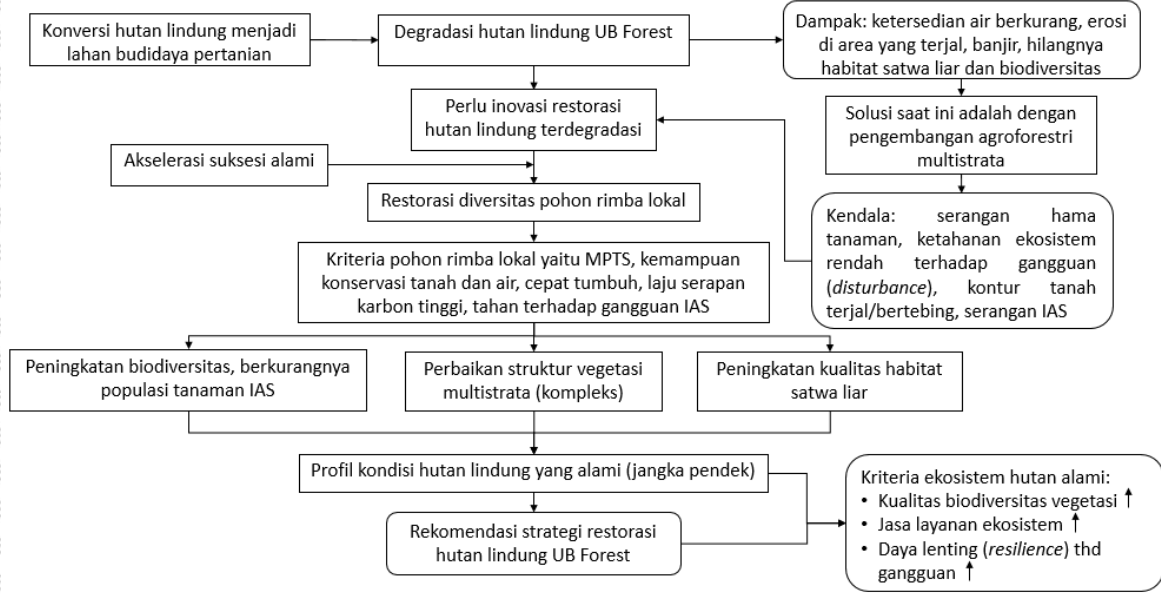 Konversi hutan lindung menjadi
lahan budidaya pertanian
Degradasi hutan lindung UB Forest
Dampak: ketersedian air berkurang, erosi
di area yang terjal, banjir, hilangnya
habitat satwa liar dan biodiversitas
Perlu inovasi restorasi
hutan lindung terdegradasi
Solusi saat ini adalah dengan
pengembangan agroforestri
multistrata
Akselerasi suksesi alami
Restorasi diversitas pohon rimba lokal
Kendala: serangan hama
tanaman, ketahanan ekosistem
rendah terhadap gangguan
(disturbance), kontur tanah
terjal/bertebing, serangan IAS
Kriteria pohon rimba lokal yaitu MPTS, kemampuan
konservasi tanah dan air, cepat tumbuh, laju serapan
karbon tinggi, tahan terhadap gangguan IAS
Peningkatan biodiversitas, berkurangnya
populasi tanaman IAS
Perbaikan struktur vegetasi
multistrata (kompleks)
Peningkatan kualitas habitat
satwa liar
Profil kondisi hutan lindung yang alami (jangka pendek)
Rekomendasi strategi restorasi
hutan lindung UB Forest
Kriteria ekosistem hutan alami:
• Kualitas biodiversitas vegetasi ↑
• Jasa layanan ekosistem ↑
• Daya lenting (resilience) thd
gangguan ↑